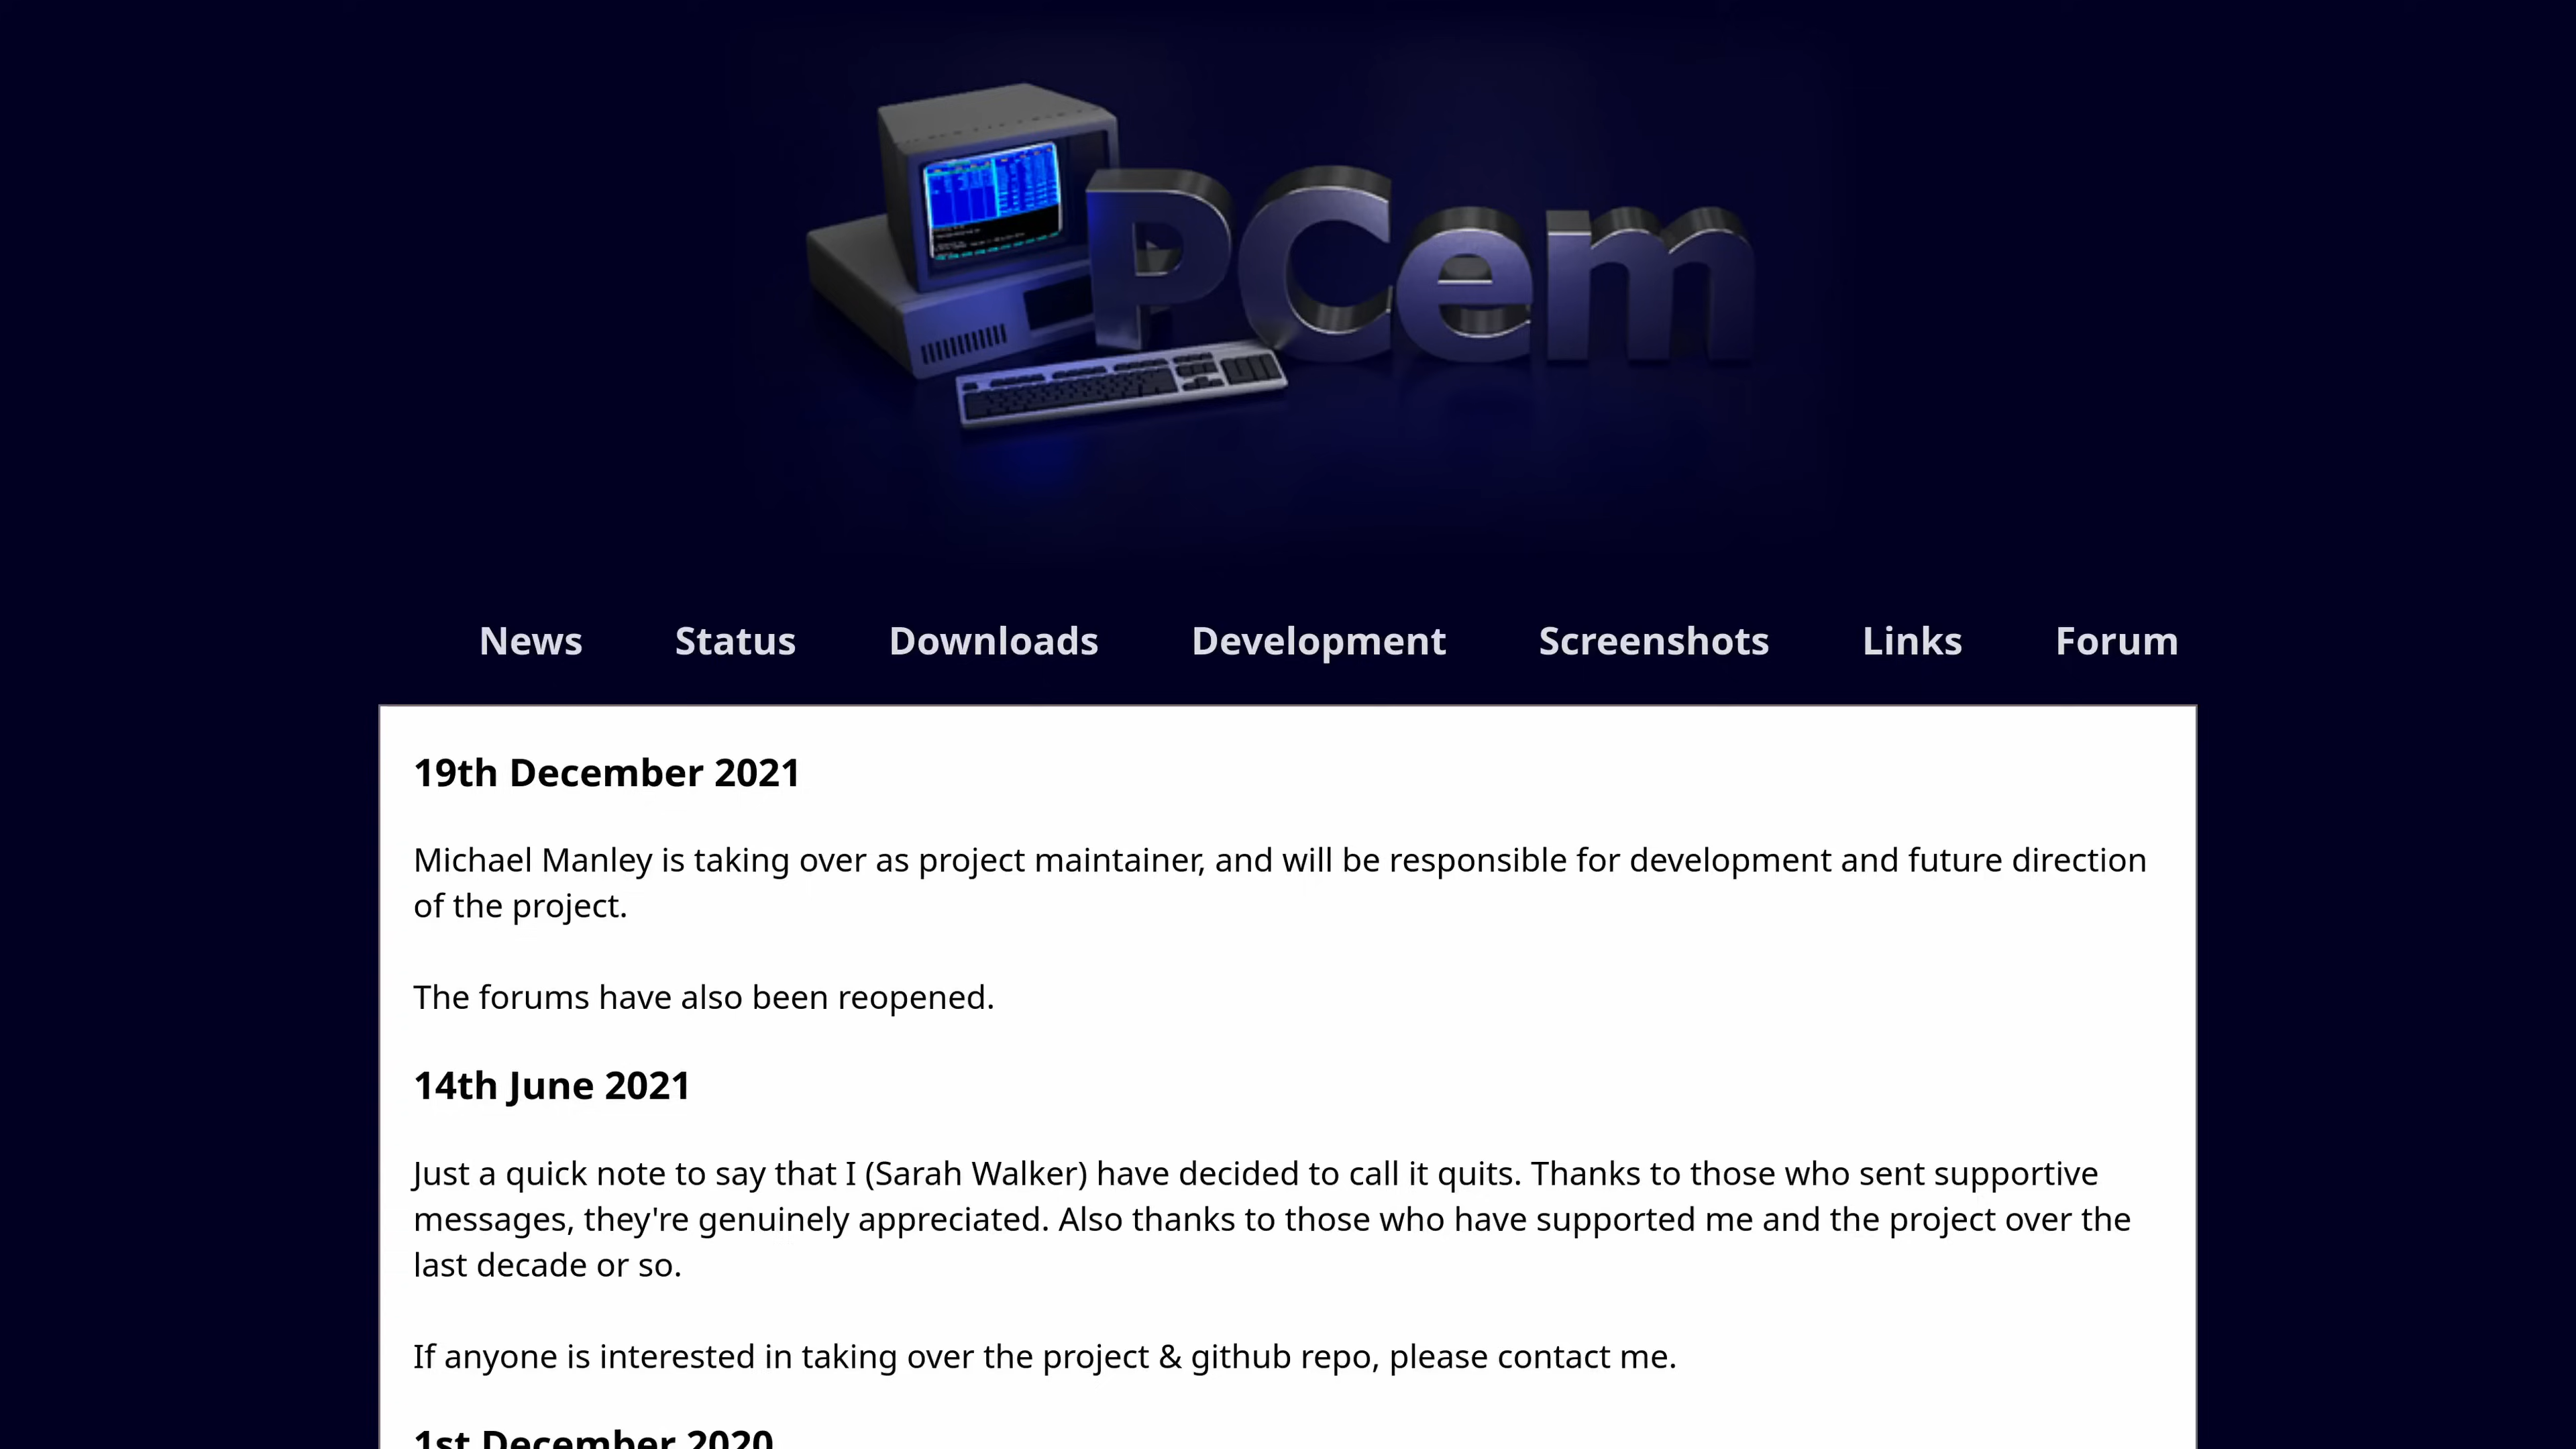 PCem
News Status Downloads Development Screenshots Links Forum
19th December 2021
Michael Manley is taking over as project maintainer, and will be responsible for development and future direction
of the project.
The forums have also been reopened.
14th June 2021
Just a quick note to say that I (Sarah Walker) have decided to call it quits. Thanks to those who sent supportive
messages, they're genuinely appreciated. Also thanks to those who have supported me and the project over the
last decade or so.
If anyone is interested in taking over the project & github repo, please contact me.
1st December 2020